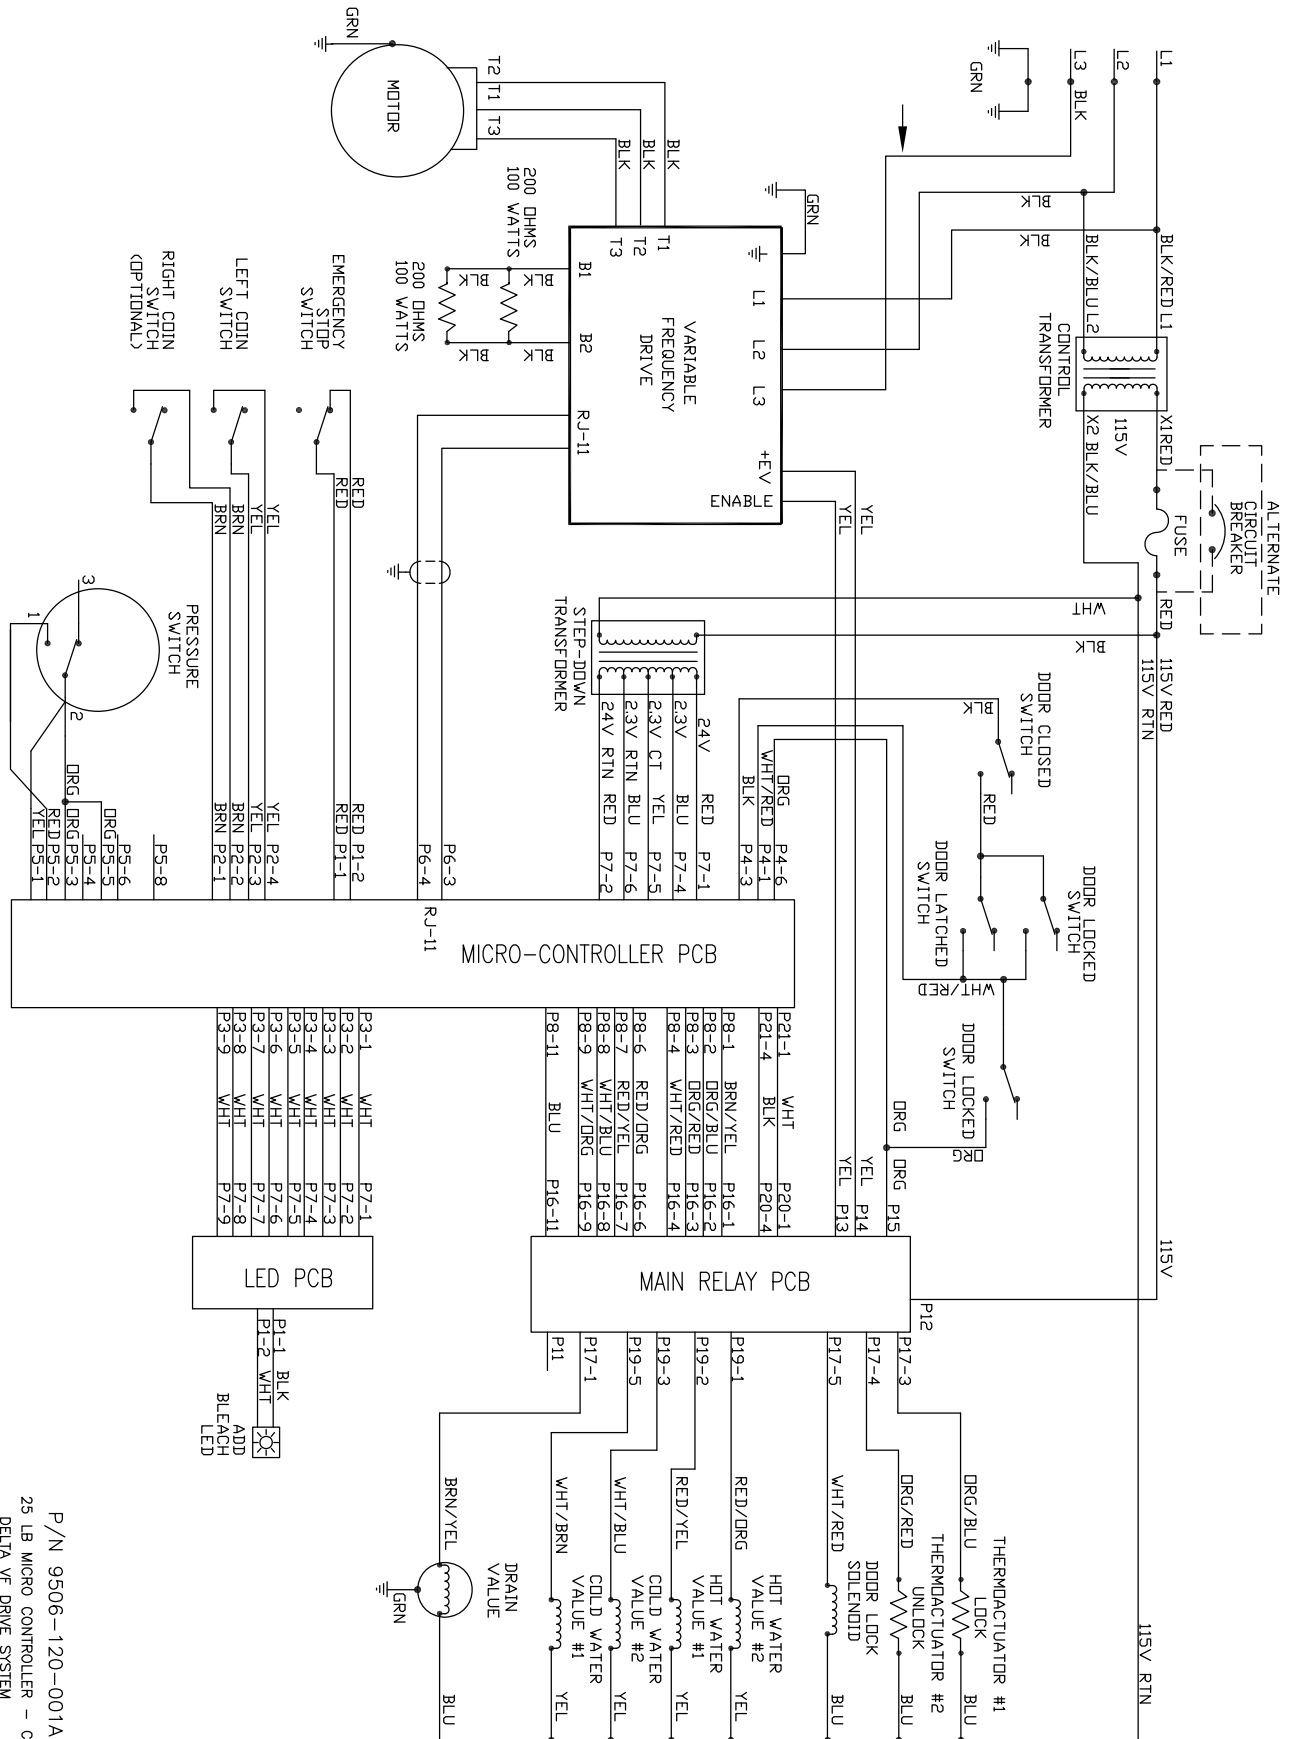 L1
L2
L3
BLK
GRN
BLK
BLK
BLK/RED L1
BLK/BLU L2
CONTROL
TRANSFORMER
X1 RED
115V
X2 BLK/BLU
FUSE
ALTERNATE
CIRCUIT
BREAKER
RED
WHT
BLK
115V RED
115V RTN
115V
115V RTN
GRN
MOTOR
T2
T1
T3
BLK
BLK
BLK
GRN
T1
T2
T3
L1
L2
L3
VARIABLE
FREQUENCY
DRIVE
B1
B2
RJ-11
+EV
ENABLE
YEL
YEL
200 OHMS
100 WATTS
200 OHMS
100 WATTS
BLK
BLK
BLK
BLK
EMERGENCY
STOP
SWITCH
LEFT COIN
SWITCH
RIGHT COIN
SWITCH
(OPTIONAL)
RED
RED
YEL
YEL
BRN
BRN
PRESSURE
SWITCH
3
1
2
ORG
STEP-DOWN
TRANSFORMER
24V
2.3V
2.3V CT
2.3V RTN
24V RTN
RED
BLU
YEL
BLU
RED
P7-1
P7-4
P7-5
P7-6
P7-2
DOOR CLOSED
SWITCH
BLK
RED
DOOR LOCKED
SWITCH
DOOR LATCHED
SWITCH
WHT/RED
DOOR LOCKED
SWITCH
ORG
ORG
ORG
ORG P4-6
WHT/RED P4-1
BLK P4-3
P6-3
P6-4
RED P1-2
RED P1-1
YEL P2-4
YEL P2-3
BRN P2-2
BRN P2-1
P5-8
P5-6
ORG P5-5
P5-4
ORG P5-3
RED P5-2
YEL P5-1
RJ-11
MICRO-CONTROLLER PCB
P21-1 WHT P20-1
P21-4 BLK P20-4
P8-1 BRN/YEL P16-1
P8-2 ORG/BLU P16-2
P8-3 ORG/RED P16-3
P8-4 WHT/RED P16-4
P8-6 RED/ORG P16-6
P8-7 RED/YEL P16-7
P8-8 WHT/BLU P16-8
P8-9 WHT/ORG P16-9
P8-11 BLU P16-11
P3-1 WHT P7-1
P3-2 WHT P7-2
P3-3 WHT P7-3
P3-4 WHT P7-4
P3-5 WHT P7-5
P3-6 WHT P7-6
P3-7 WHT P7-7
P3-8 WHT P7-8
P3-9 WHT P7-9
P15
YEL P14
YEL P13
P12
MAIN RELAY PCB
LED PCB
P1-1 BLK
P1-2 WHT
ADD
BLEACH
LED
P17-3
P17-4
P17-5
P19-1
P19-2
P19-3
P19-5
P17-1
P11
ORG/BLU
THERMOACTUATOR #1
LOCK
BLU
ORG/RED
THERMOACTUATOR #2
UNLOCK
BLU
WHT/RED
DOOR LOCK
SOLENOID
BLU
RED/ORG
HOT WATER
VALUE #2
YEL
RED/YEL
HOT WATER
VALUE #1
YEL
WHT/BLU
COLD WATER
VALUE #2
YEL
WHT/BRN
COLD WATER
VALUE #1
YEL
BRN/YEL
DRAIN
VALUE
GRN
BLU
P/N 9506-120-001A
25 LB MICRO CONTROLLER - C
DELTA VF DRIVE SYSTEM